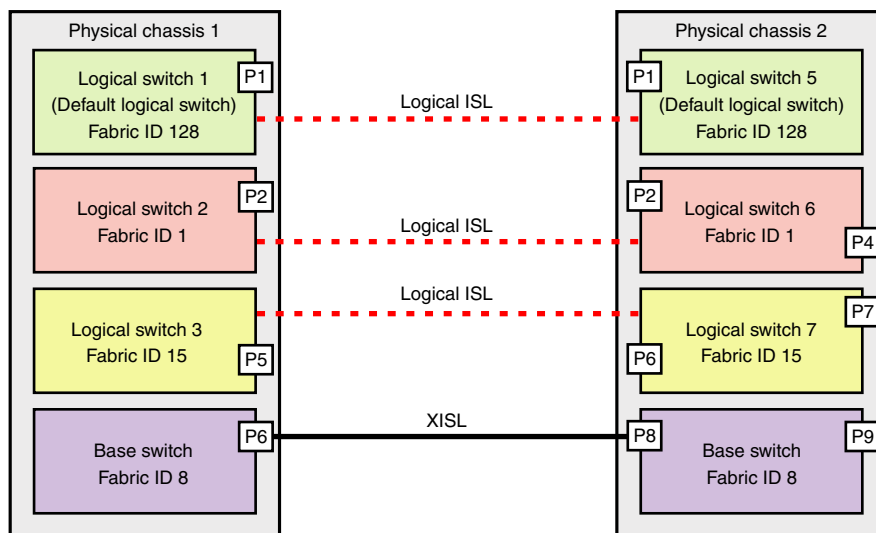 Physical chassis 1
Logical switch 1
(Default logical switch)
Fabric ID 128
P1
Logical switch 2
Fabric ID 1
P2
Logical switch 3
Fabric ID 15
P5
Base switch
Fabric ID 8
P6
Logical ISL
Logical ISL
Logical ISL
XISL
Physical chassis 2
P1
Logical switch 5
(Default logical switch)
Fabric ID 128
P2
Logical switch 6
Fabric ID 1
P4
P7
Logical switch 7
Fabric ID 15
P6
P8
Base switch
Fabric ID 8
P9